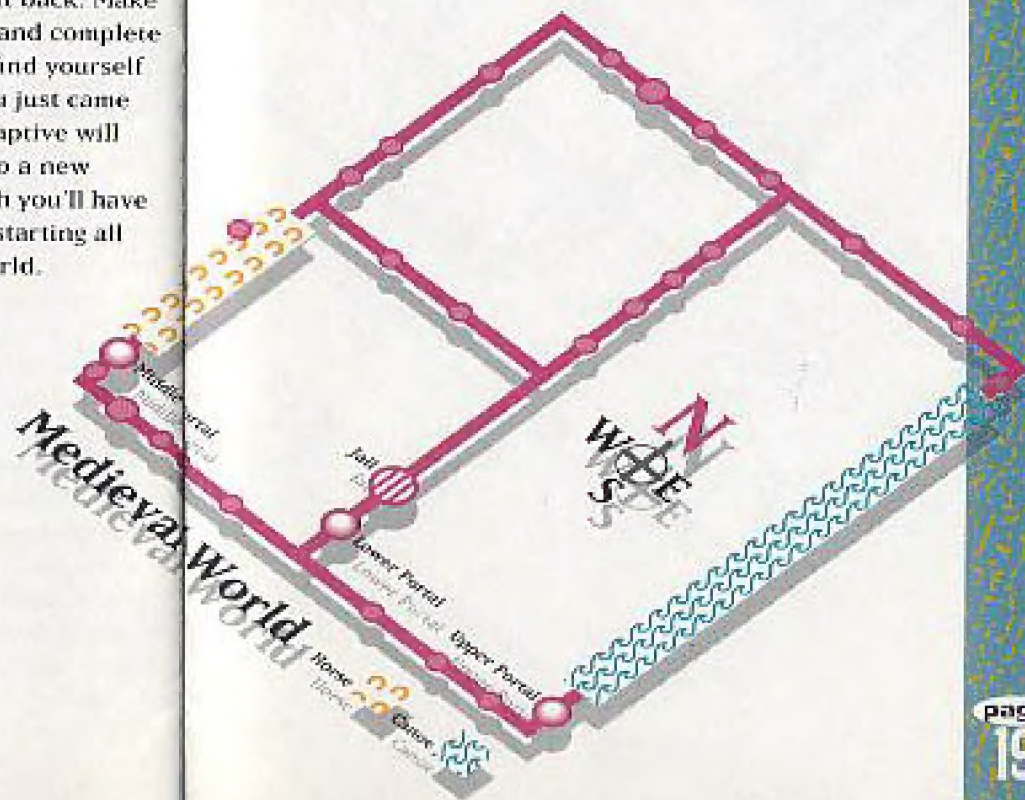 back. Make
and complete
ind yourself
just came
aptive will
o a new
h you'll have
starting all
rld.
Middle Portal
Medieval World
Jail
Lower Portal
Upper Portal
Horse
Canoe
N
W E
S
page
19